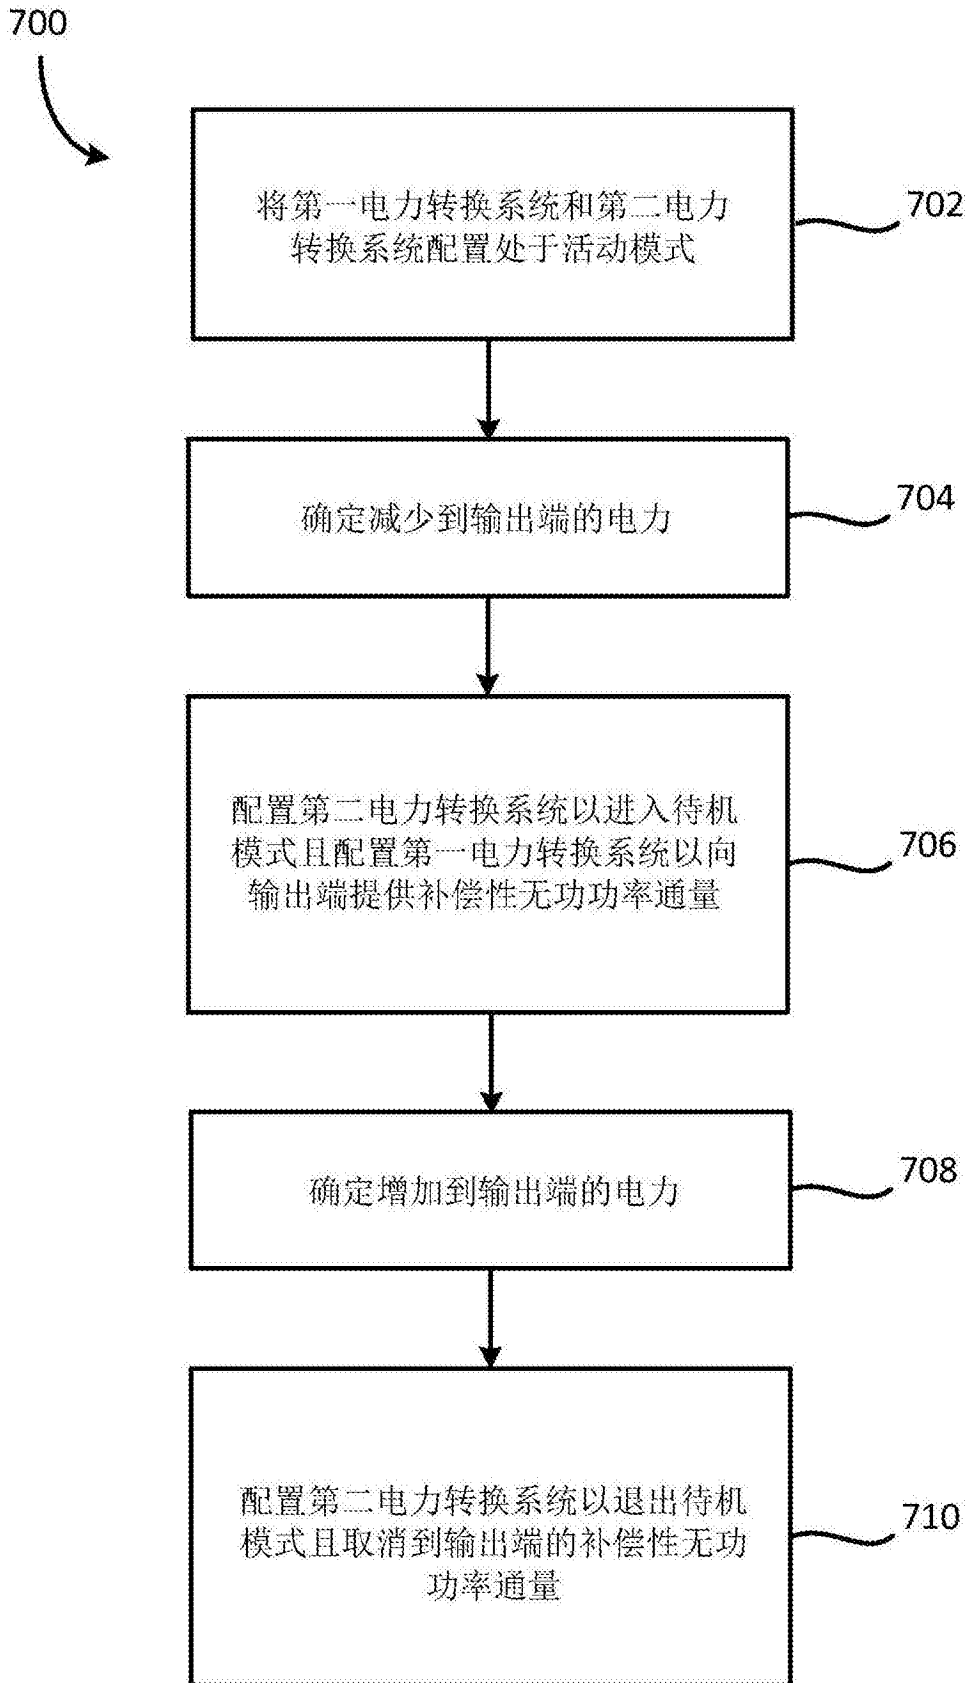 700
将第一电力转换系统和第二电力
转换系统配置处于活动模式
702
确定减少到输出端的电力
704
配置第二电力转换系统以进入待机
模式且配置第一电力转换系统以向
输出端提供补偿性无功功率通量
706
确定增加到输出端的电力
708
配置第二电力转换系统以退出待机
模式且取消到输出端的补偿性无功
功率通量
710